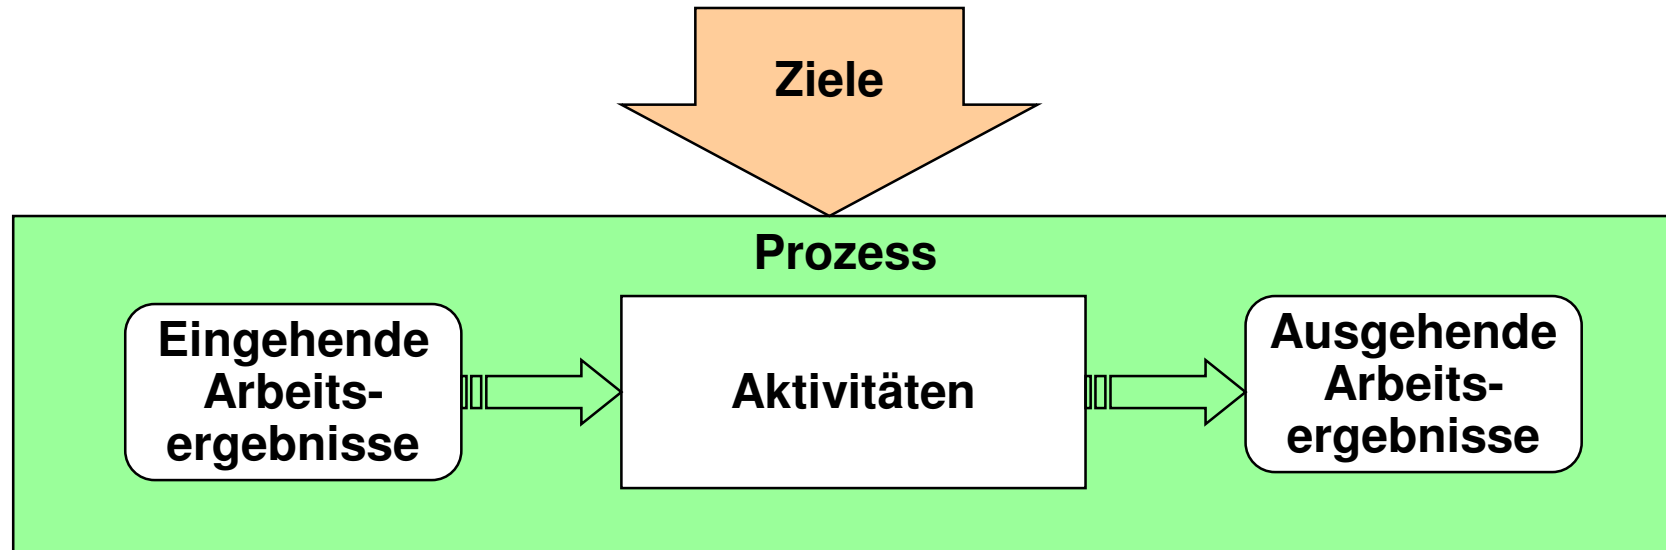 Ziele
Prozess
Eingehende
Arbeits-
ergebnisse
Aktivitäten
Ausgehende
Arbeits-
ergebnisse